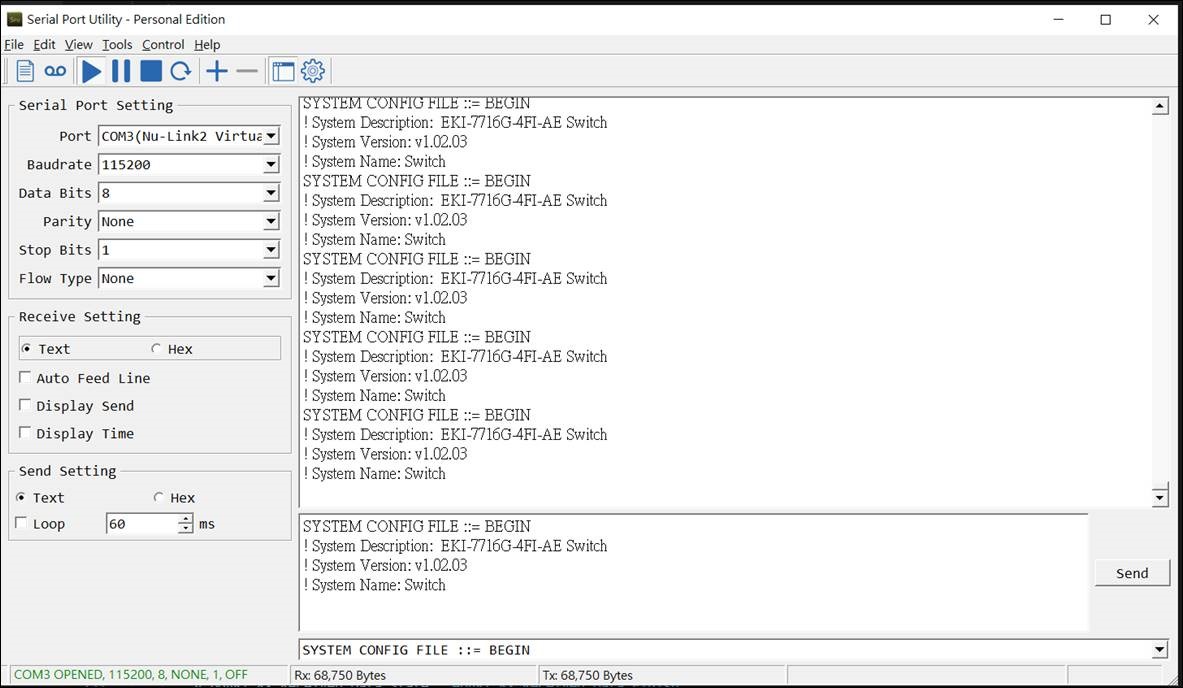 Serial Port Utility - Personal Edition
File Edit View Tools Control Help
Serial Port Setting
Port COM3(Nu-Link2 Virtua
Baudrate 115200
Data Bits 8
Parity None
Stop Bits 1
Flow Type None
Receive Setting
Text Hex
Auto Feed Line
Display Send
Display Time
Send Setting
Text Hex
Loop 60 ms
SYSTEM CONFIG FILE ::= BEGIN
! System Description: EKI-7716G-4FI-AE Switch
! System Version: v1.02.03
! System Name: Switch
SYSTEM CONFIG FILE ::= BEGIN
! System Description: EKI-7716G-4FI-AE Switch
! System Version: v1.02.03
! System Name: Switch
SYSTEM CONFIG FILE ::= BEGIN
! System Description: EKI-7716G-4FI-AE Switch
! System Version: v1.02.03
! System Name: Switch
SYSTEM CONFIG FILE ::= BEGIN
! System Description: EKI-7716G-4FI-AE Switch
! System Version: v1.02.03
! System Name: Switch
SYSTEM CONFIG FILE ::= BEGIN
! System Description: EKI-7716G-4FI-AE Switch
! System Version: v1.02.03
! System Name: Switch
SYSTEM CONFIG FILE ::= BEGIN
! System Description: EKI-7716G-4FI-AE Switch
! System Version: v1.02.03
! System Name: Switch
Send
SYSTEM CONFIG FILE ::= BEGIN
COM3 OPENED, 115200, 8, NONE, 1, OFF
Rx: 68,750 Bytes
Tx: 68,750 Bytes